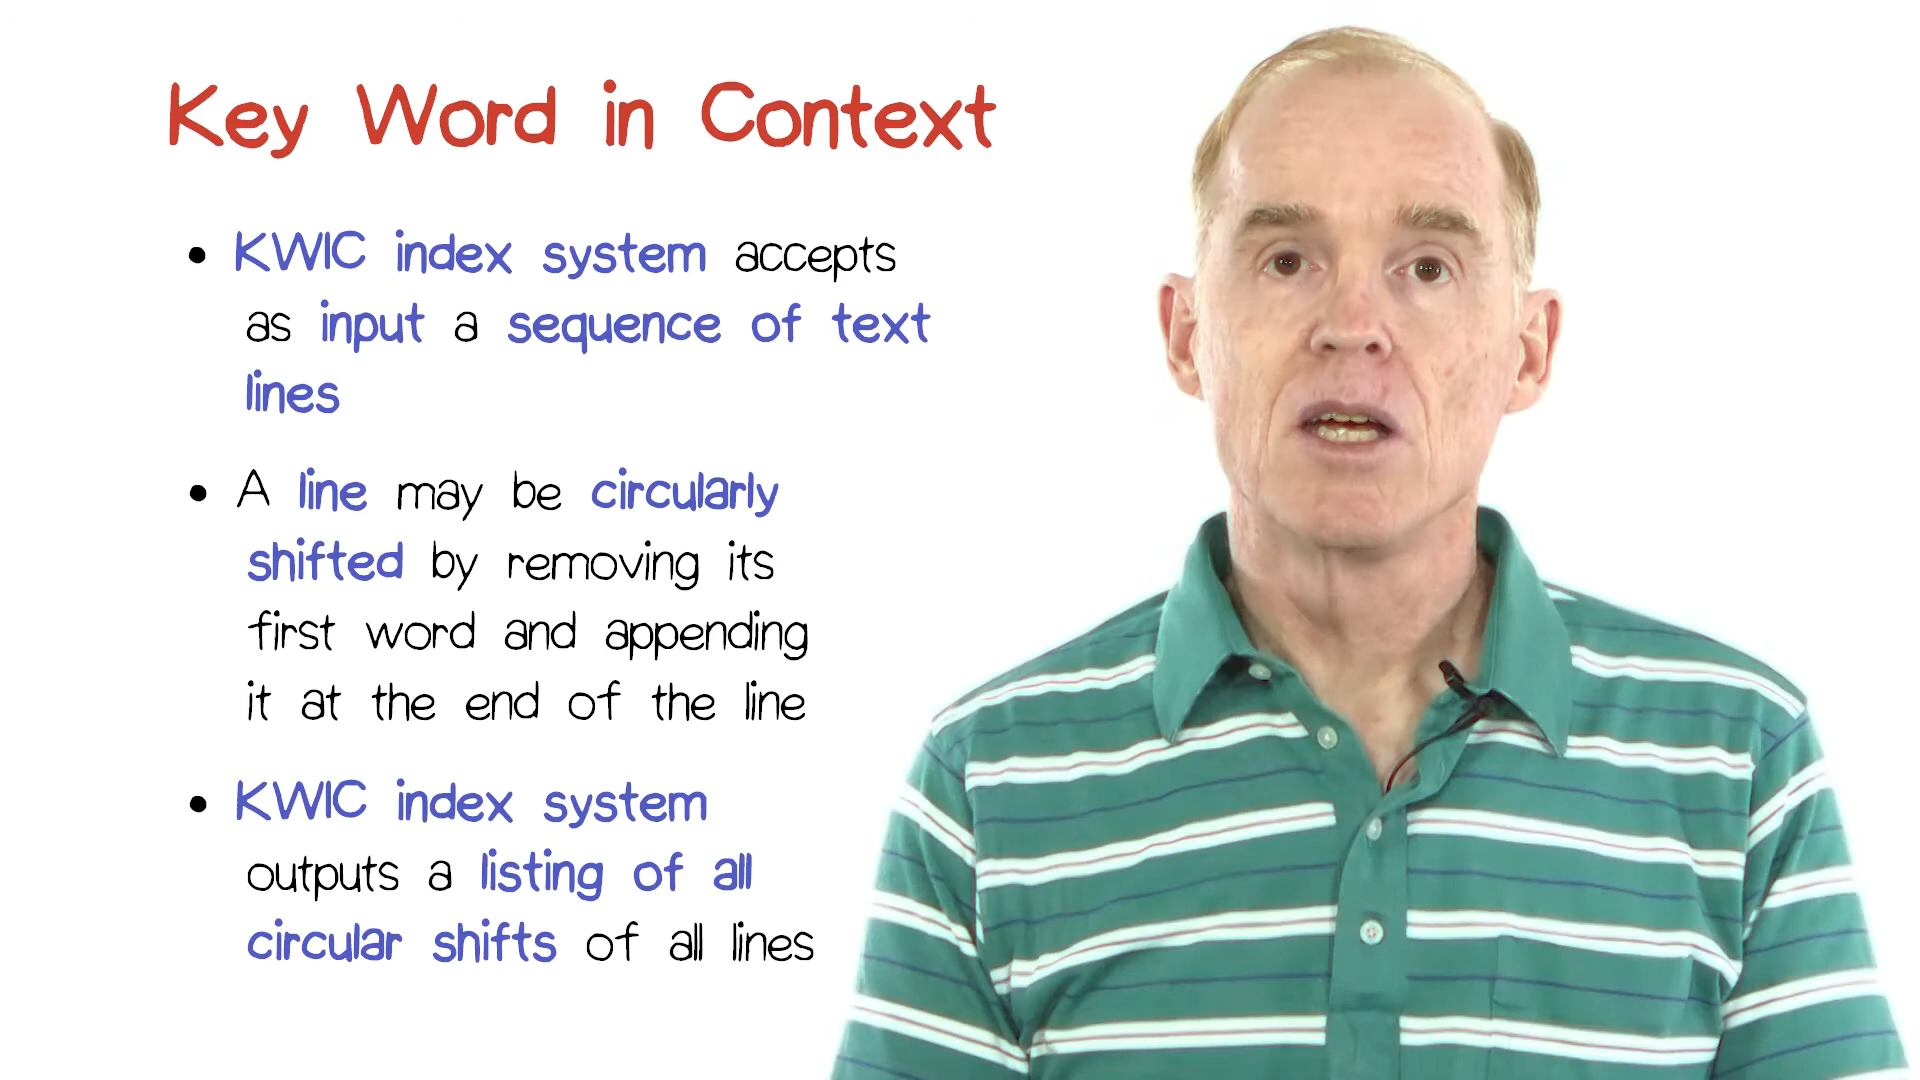 Key Word in Context
• KWIC index system accepts
as input a sequence of text
lines
• A line may be circularly
shifted by removing its
first word and appending
it at the end of the line
• KWIC index system
outputs a listing of all
circular shifts of all lines